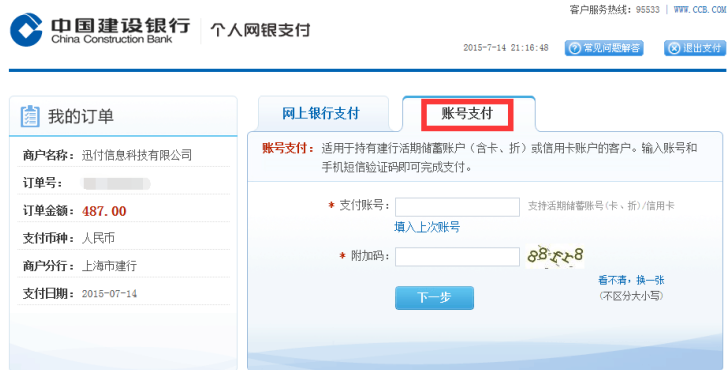 客户服务热线: 95533 | WWW.CCB.COM
中国建设银行 个人网银支付
China Construction Bank
2015-7-14 21:16:48 常见问题解答 退出支付
我的订单
商户名称: 迅付信息科技有限公司
订单号:
订单金额: 487.00
支付币种: 人民币
商户分行: 上海市建行
支付日期: 2015-07-14
网上银行支付 账号支付
账号支付: 适用于持有建行活期储蓄账户（含卡、折）或信用卡账户的客户。输入账号和
手机短信验证码即可完成支付。
* 支付账号: 支持活期储蓄账号(卡、折)/信用卡
填入上次账号
* 附加码:
看不清，换一张
下一步 (不区分大小写)